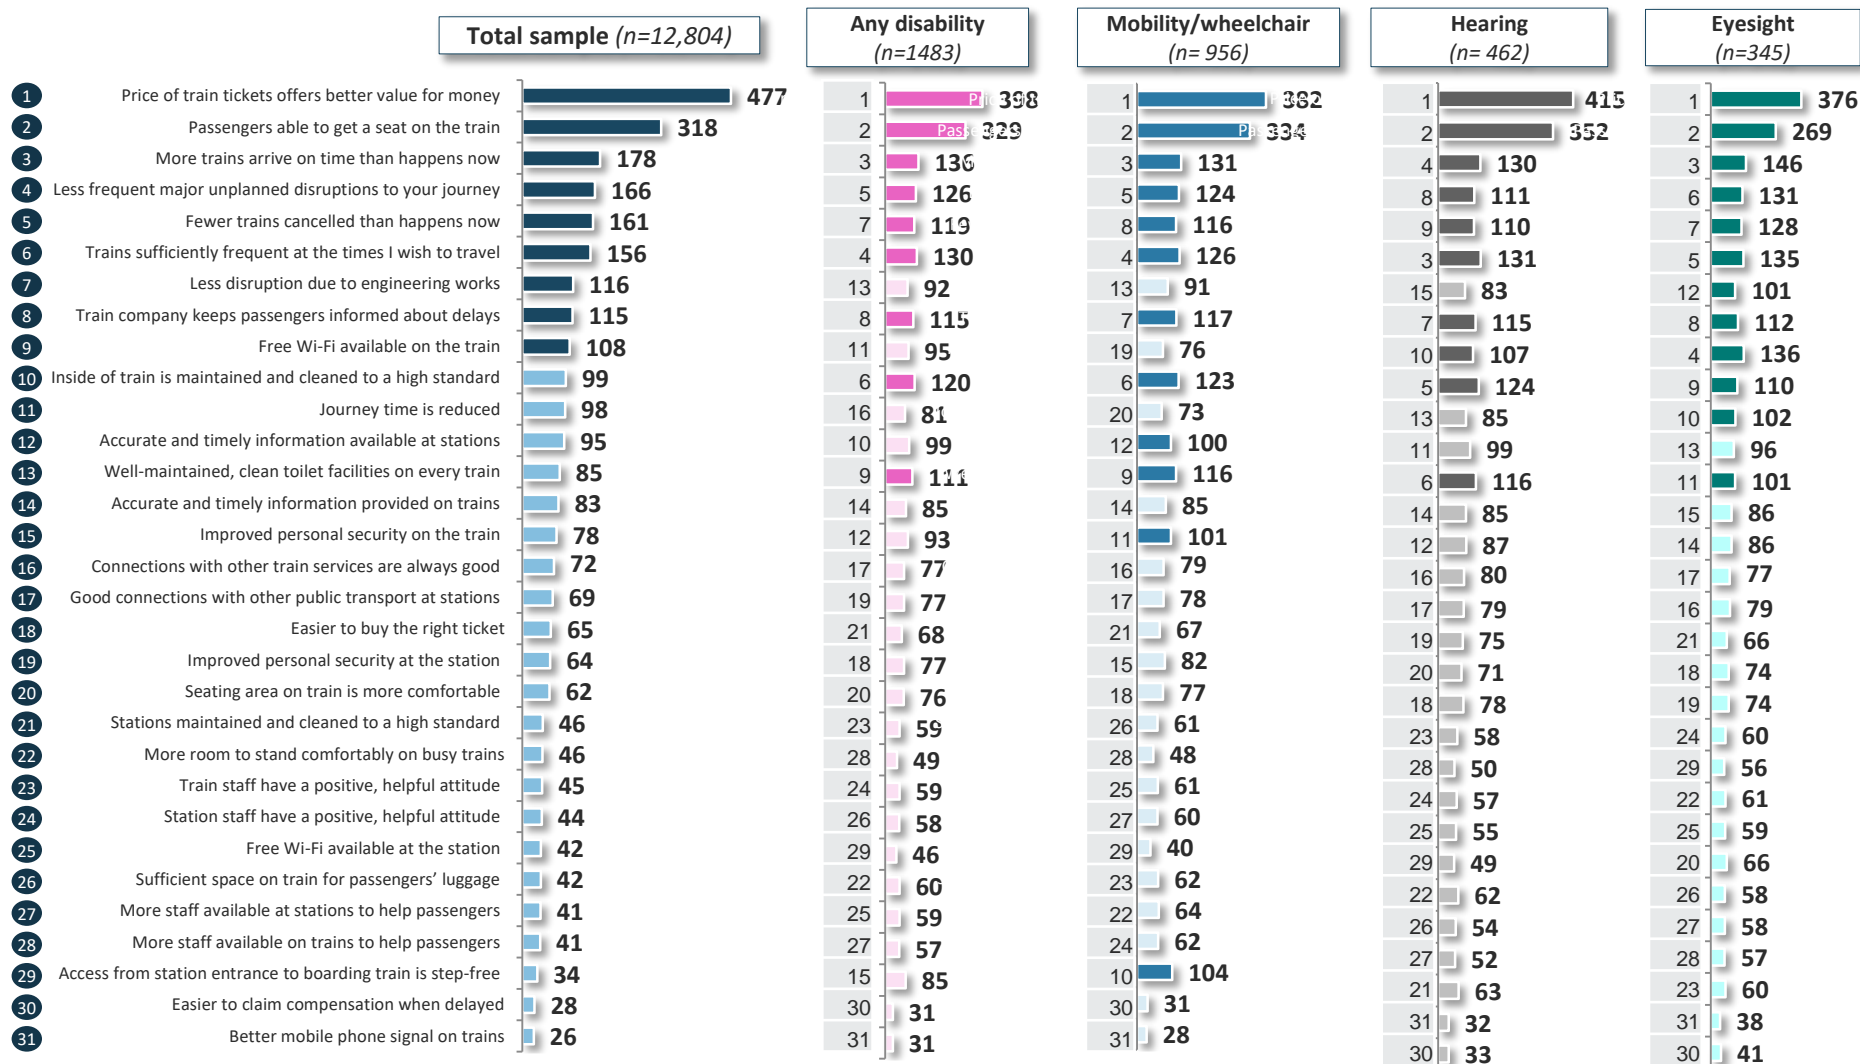 Total sample (n=12,804)
Any disability
(n=1483)
Mobility/wheelchair
(n= 956)
Hearing
(n= 462)
Eyesight
(n=345)
1 Price of train tickets offers better value for money 477 1 398 1 382 1 415 1 376
2 Passengers able to get a seat on the train 318 2 329 2 334 2 352 2 269
3 More trains arrive on time than happens now 178 3 136 3 131 4 130 3 146
4 Less frequent major unplanned disruptions to your journey 166 5 126 5 124 8 111 6 131
5 Fewer trains cancelled than happens now 161 7 119 8 116 9 110 7 128
6 Trains sufficiently frequent at the times I wish to travel 156 4 130 4 126 3 131 5 135
7 Less disruption due to engineering works 116 13 92 13 91 15 83 12 101
8 Train company keeps passengers informed about delays 115 8 115 7 117 7 115 8 112
9 Free Wi-Fi available on the train 108 11 95 19 76 10 107 4 136
10 Inside of train is maintained and cleaned to a high standard 99 6 120 6 123 5 124 9 110
11 Journey time is reduced 98 16 81 20 73 13 85 10 102
12 Accurate and timely information available at stations 95 10 99 12 100 11 99 13 96
13 Well-maintained, clean toilet facilities on every train 85 9 111 9 116 6 116 11 101
14 Accurate and timely information provided on trains 83 14 85 14 85 14 85 15 86
15 Improved personal security on the train 78 12 93 11 101 12 87 14 86
16 Connections with other train services are always good 72 17 77 16 79 16 80 17 77
17 Good connections with other public transport at stations 69 19 77 17 78 17 79 16 79
18 Easier to buy the right ticket 65 21 68 21 67 19 75 21 66
19 Improved personal security at the station 64 18 77 15 82 20 71 18 74
20 Seating area on train is more comfortable 62 20 76 18 77 18 78 19 74
21 Stations maintained and cleaned to a high standard 46 23 59 26 61 23 58 24 60
22 More room to stand comfortably on busy trains 46 28 49 28 48 28 50 29 56
23 Train staff have a positive, helpful attitude 45 24 59 25 61 24 57 22 61
24 Station staff have a positive, helpful attitude 44 26 58 27 60 25 55 25 59
25 Free Wi-Fi available at the station 42 29 46 29 40 29 49 20 66
26 Sufficient space on train for passengers’ luggage 42 22 60 23 62 22 62 26 58
27 More staff available at stations to help passengers 41 25 59 22 64 26 54 27 58
28 More staff available on trains to help passengers 41 27 57 24 62 27 52 28 57
29 Access from station entrance to boarding train is step-free 34 15 85 10 104 21 63 23 60
30 Easier to claim compensation when delayed 28 30 31 30 31 31 32 31 38
31 Better mobile phone signal on trains 26 31 31 31 28 30 33 30 41